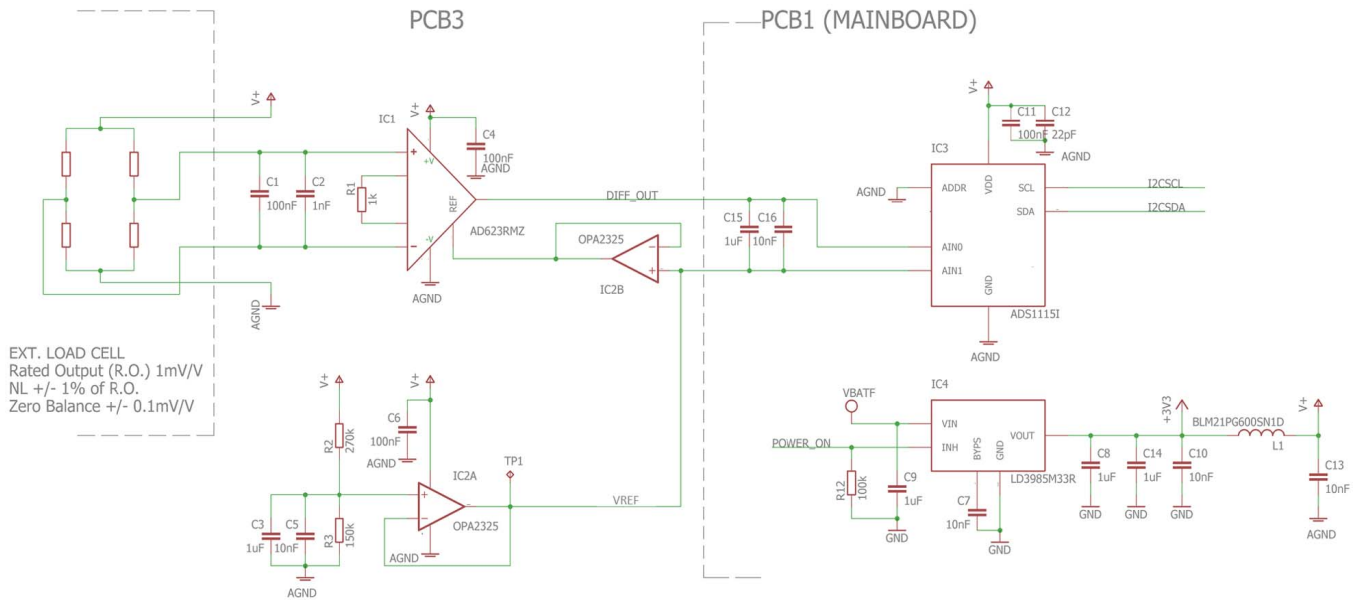 PCB3
PCB1 (MAINBOARD)
V+
IC1
V+
C4
100nF
AGND
+V
REF
-V
R1
1k
C1
100nF
C2
1nF
AD623RMZ
AGND
AGND
DIFF_OUT
OPA2325
IC2B
C15
1uF
C16
10nF
V+
C11
100nF
C12
22pF
AGND
IC3
AGND
ADDR
VDD
SCL
SDA
AIN0
AIN1
GND
I2CSCL
I2CSDA
ADS1115I
AGND
EXT. LOAD CELL
Rated Output (R.O.) 1mV/V
NL +/- 1% of R.O.
Zero Balance +/- 0.1mV/V
V+
R2
270k
V+
C6
100nF
AGND
IC2A
TP1
OPA2325
VREF
C3
1uF
C5
10nF
R3
150k
AGND
AGND
VBATF
POWER_ON
R12
100k
C9
1uF
GND
IC4
VIN
INH
BYPS
GND
VOUT
LD3985M33R
C7
10nF
GND
C8
1uF
GND
C14
1uF
GND
+3V3
C10
10nF
GND
BLM21PG600SN1D
L1
V+
C13
10nF
AGND